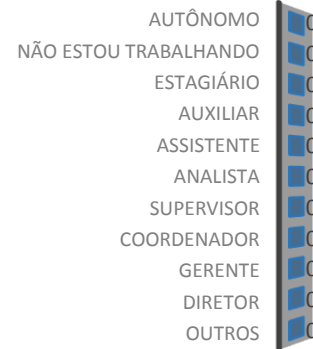 AUTÔNOMO
NÃO ESTOU TRABALHANDO
ESTAGIÁRIO
AUXILIAR
ASSISTENTE
ANALISTA
SUPERVISOR
COORDENADOR
GERENTE
DIRETOR
OUTROS